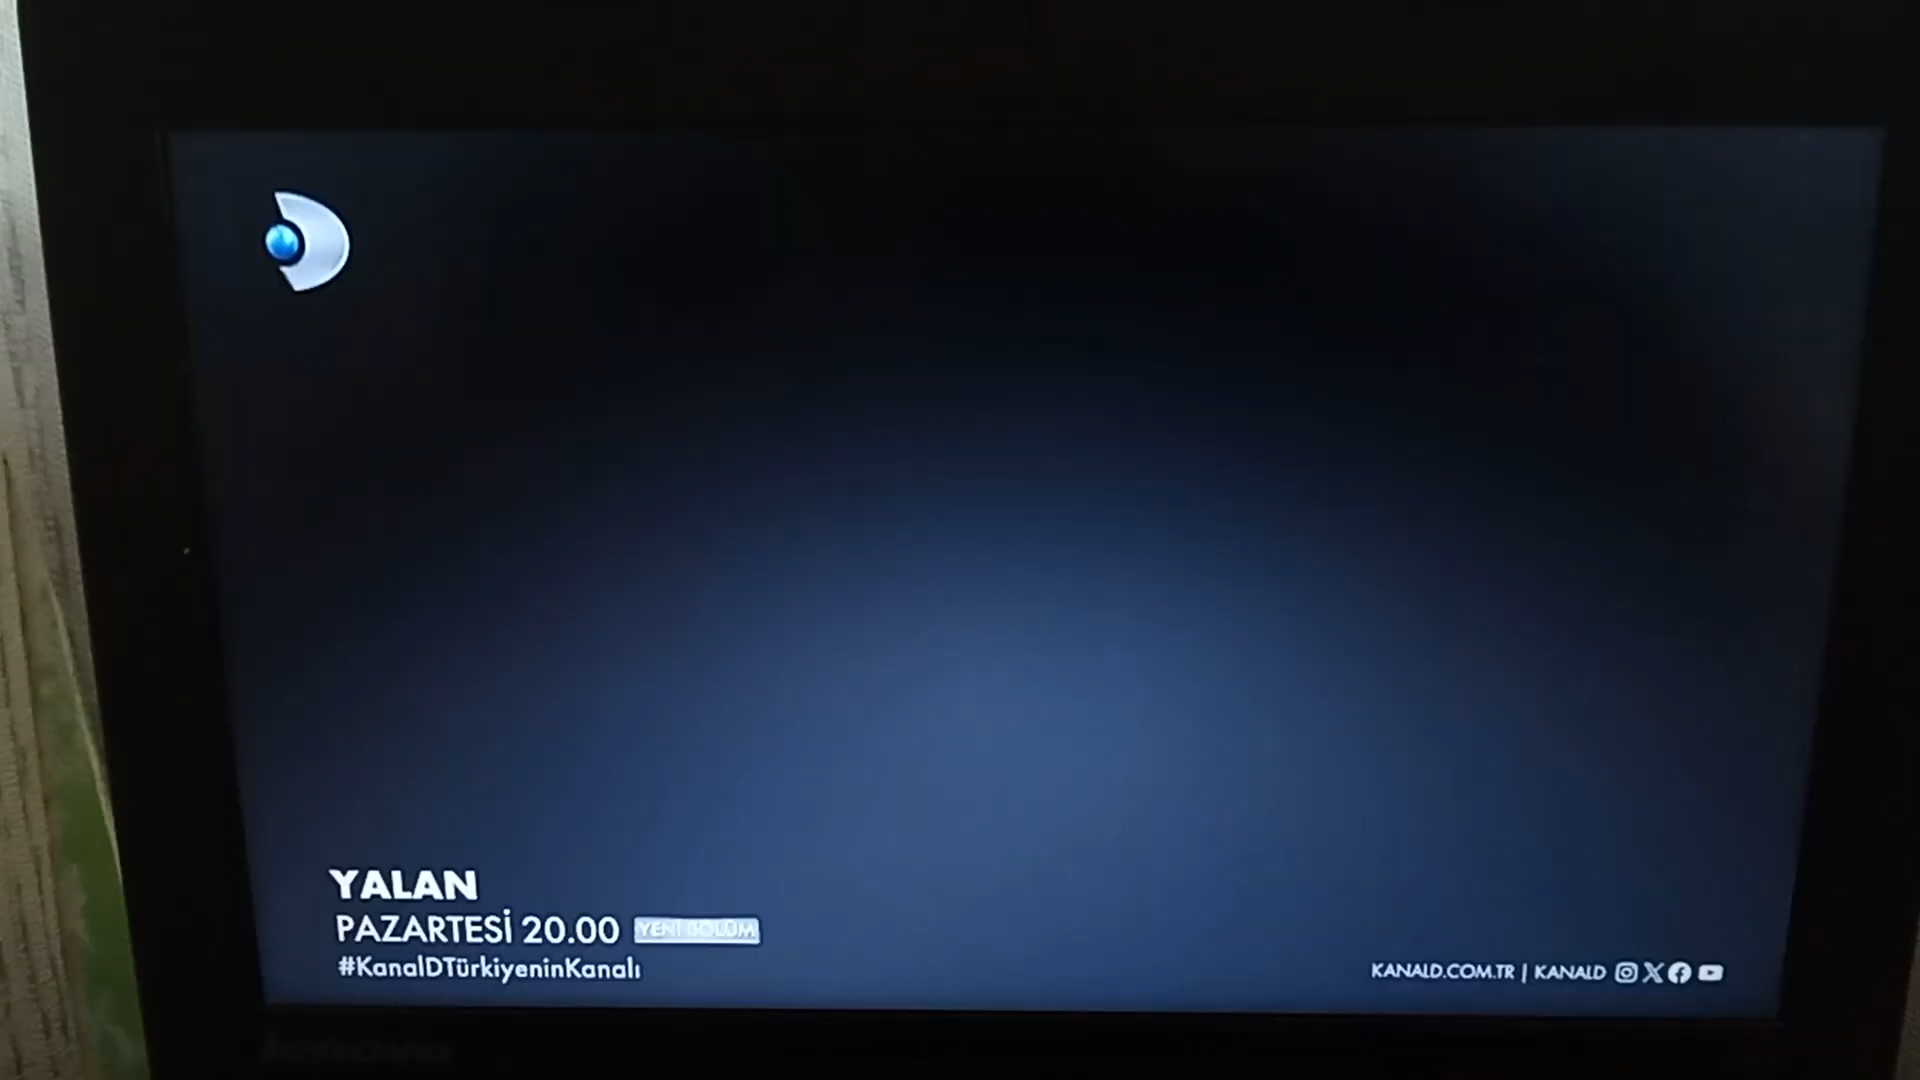 YALAN
PAZARTESİ 20.00 YENİ BÖLÜM
#KanalDTürkiyeninKanalı
KANALD.COM.TR | KANALD